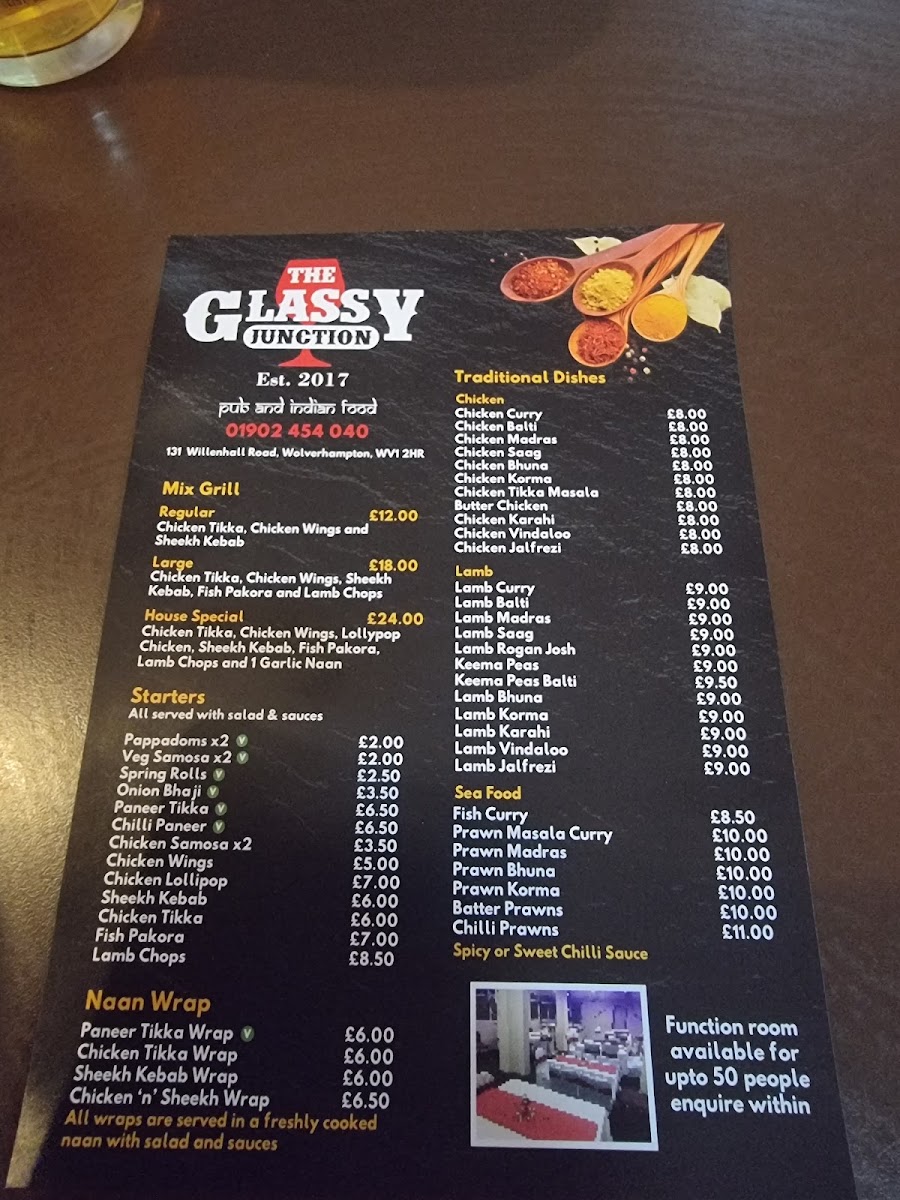 THE
GLASSY
JUNCTION
Est. 2017
pub and indian food
01902 454 040
131 Willenhall Road, Wolverhampton, WV1 2HR
Mix Grill
Regular £12.00
Chicken Tikka, Chicken Wings and
Sheekh Kebab
Large £18.00
Chicken Tikka, Chicken Wings, Sheekh
Kebab, Fish Pakora and Lamb Chops
House Special £24.00
Chicken Tikka, Chicken Wings, Lollypop
Chicken, Sheekh Kebab, Fish Pakora,
Lamb Chops and 1 Garlic Naan
Starters
All served with salad & sauces
Pappadoms x2 V £2.00
Veg Samosa x2 V £2.00
Spring Rolls V £2.50
Onion Bhaji V £3.50
Paneer Tikka V £6.50
Chilli Paneer V £6.50
Chicken Samosa x2 £3.50
Chicken Wings £5.00
Chicken Lollipop £7.00
Sheekh Kebab £6.00
Chicken Tikka £6.00
Fish Pakora £7.00
Lamb Chops £8.50
Naan Wrap
Paneer Tikka Wrap V £6.00
Chicken Tikka Wrap £6.00
Sheekh Kebab Wrap £6.00
Chicken 'n' Sheekh Wrap £6.50
All wraps are served in a freshly cooked
naan with salad and sauces
Traditional Dishes
Chicken
Chicken Curry £8.00
Chicken Balti £8.00
Chicken Madras £8.00
Chicken Saag £8.00
Chicken Bhuna £8.00
Chicken Korma £8.00
Chicken Tikka Masala £8.00
Butter Chicken £8.00
Chicken Karahi £8.00
Chicken Vindaloo £8.00
Chicken Jalfrezi £8.00
Lamb
Lamb Curry £9.00
Lamb Balti £9.00
Lamb Madras £9.00
Lamb Saag £9.00
Lamb Rogan Josh £9.00
Keema Peas £9.00
Keema Peas Balti £9.50
Lamb Bhuna £9.00
Lamb Korma £9.00
Lamb Karahi £9.00
Lamb Vindaloo £9.00
Lamb Jalfrezi £9.00
Sea Food
Fish Curry £8.50
Prawn Masala Curry £10.00
Prawn Madras £10.00
Prawn Bhuna £10.00
Prawn Korma £10.00
Batter Prawns £10.00
Chilli Prawns £11.00
Spicy or Sweet Chilli Sauce
Function room
available for
upto 50 people
enquire within